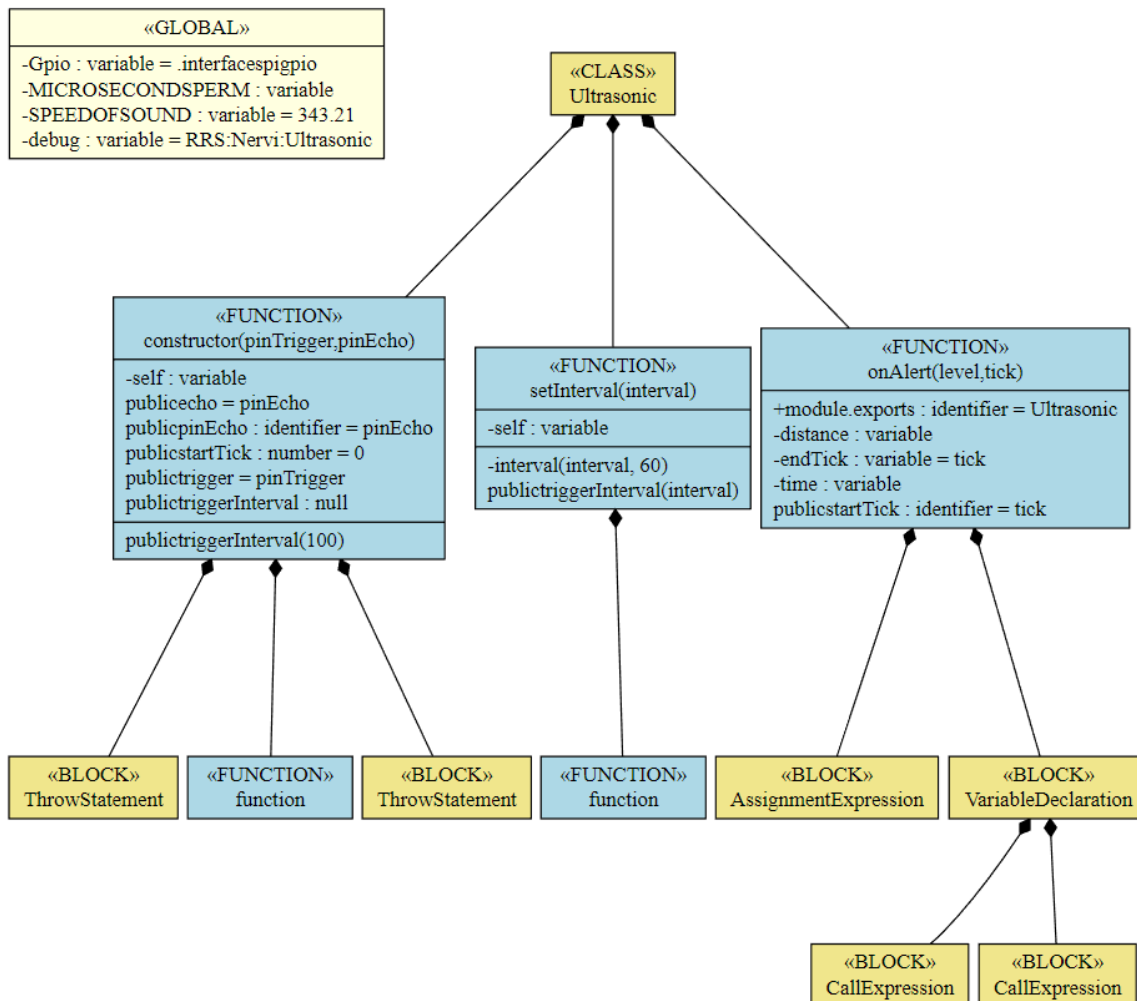 «GLOBAL»
-Gpio : variable = .interfacespigpio
-MICROSECONDSPERM : variable
-SPEEDOFSOUND : variable = 343.21
-debug : variable = RRS:Nervi:Ultrasonic
«CLASS»
Ultrasonic
«FUNCTION»
constructor(pinTrigger,pinEcho)
-self : variable
publicecho = pinEcho
publicpinEcho : identifier = pinEcho
publicstartTick : number = 0
publictrigger = pinTrigger
publictriggerInterval : null
publictriggerInterval(100)
«FUNCTION»
setInterval(interval)
-self : variable
-interval(interval, 60)
publictriggerInterval(interval)
«FUNCTION»
onAlert(level,tick)
+module.exports : identifier = Ultrasonic
-distance : variable
-endTick : variable = tick
-time : variable
publicstartTick : identifier = tick
«BLOCK»
ThrowStatement
«FUNCTION»
function
«BLOCK»
ThrowStatement
«FUNCTION»
function
«BLOCK»
AssignmentExpression
«BLOCK»
VariableDeclaration
«BLOCK»
CallExpression
«BLOCK»
CallExpression